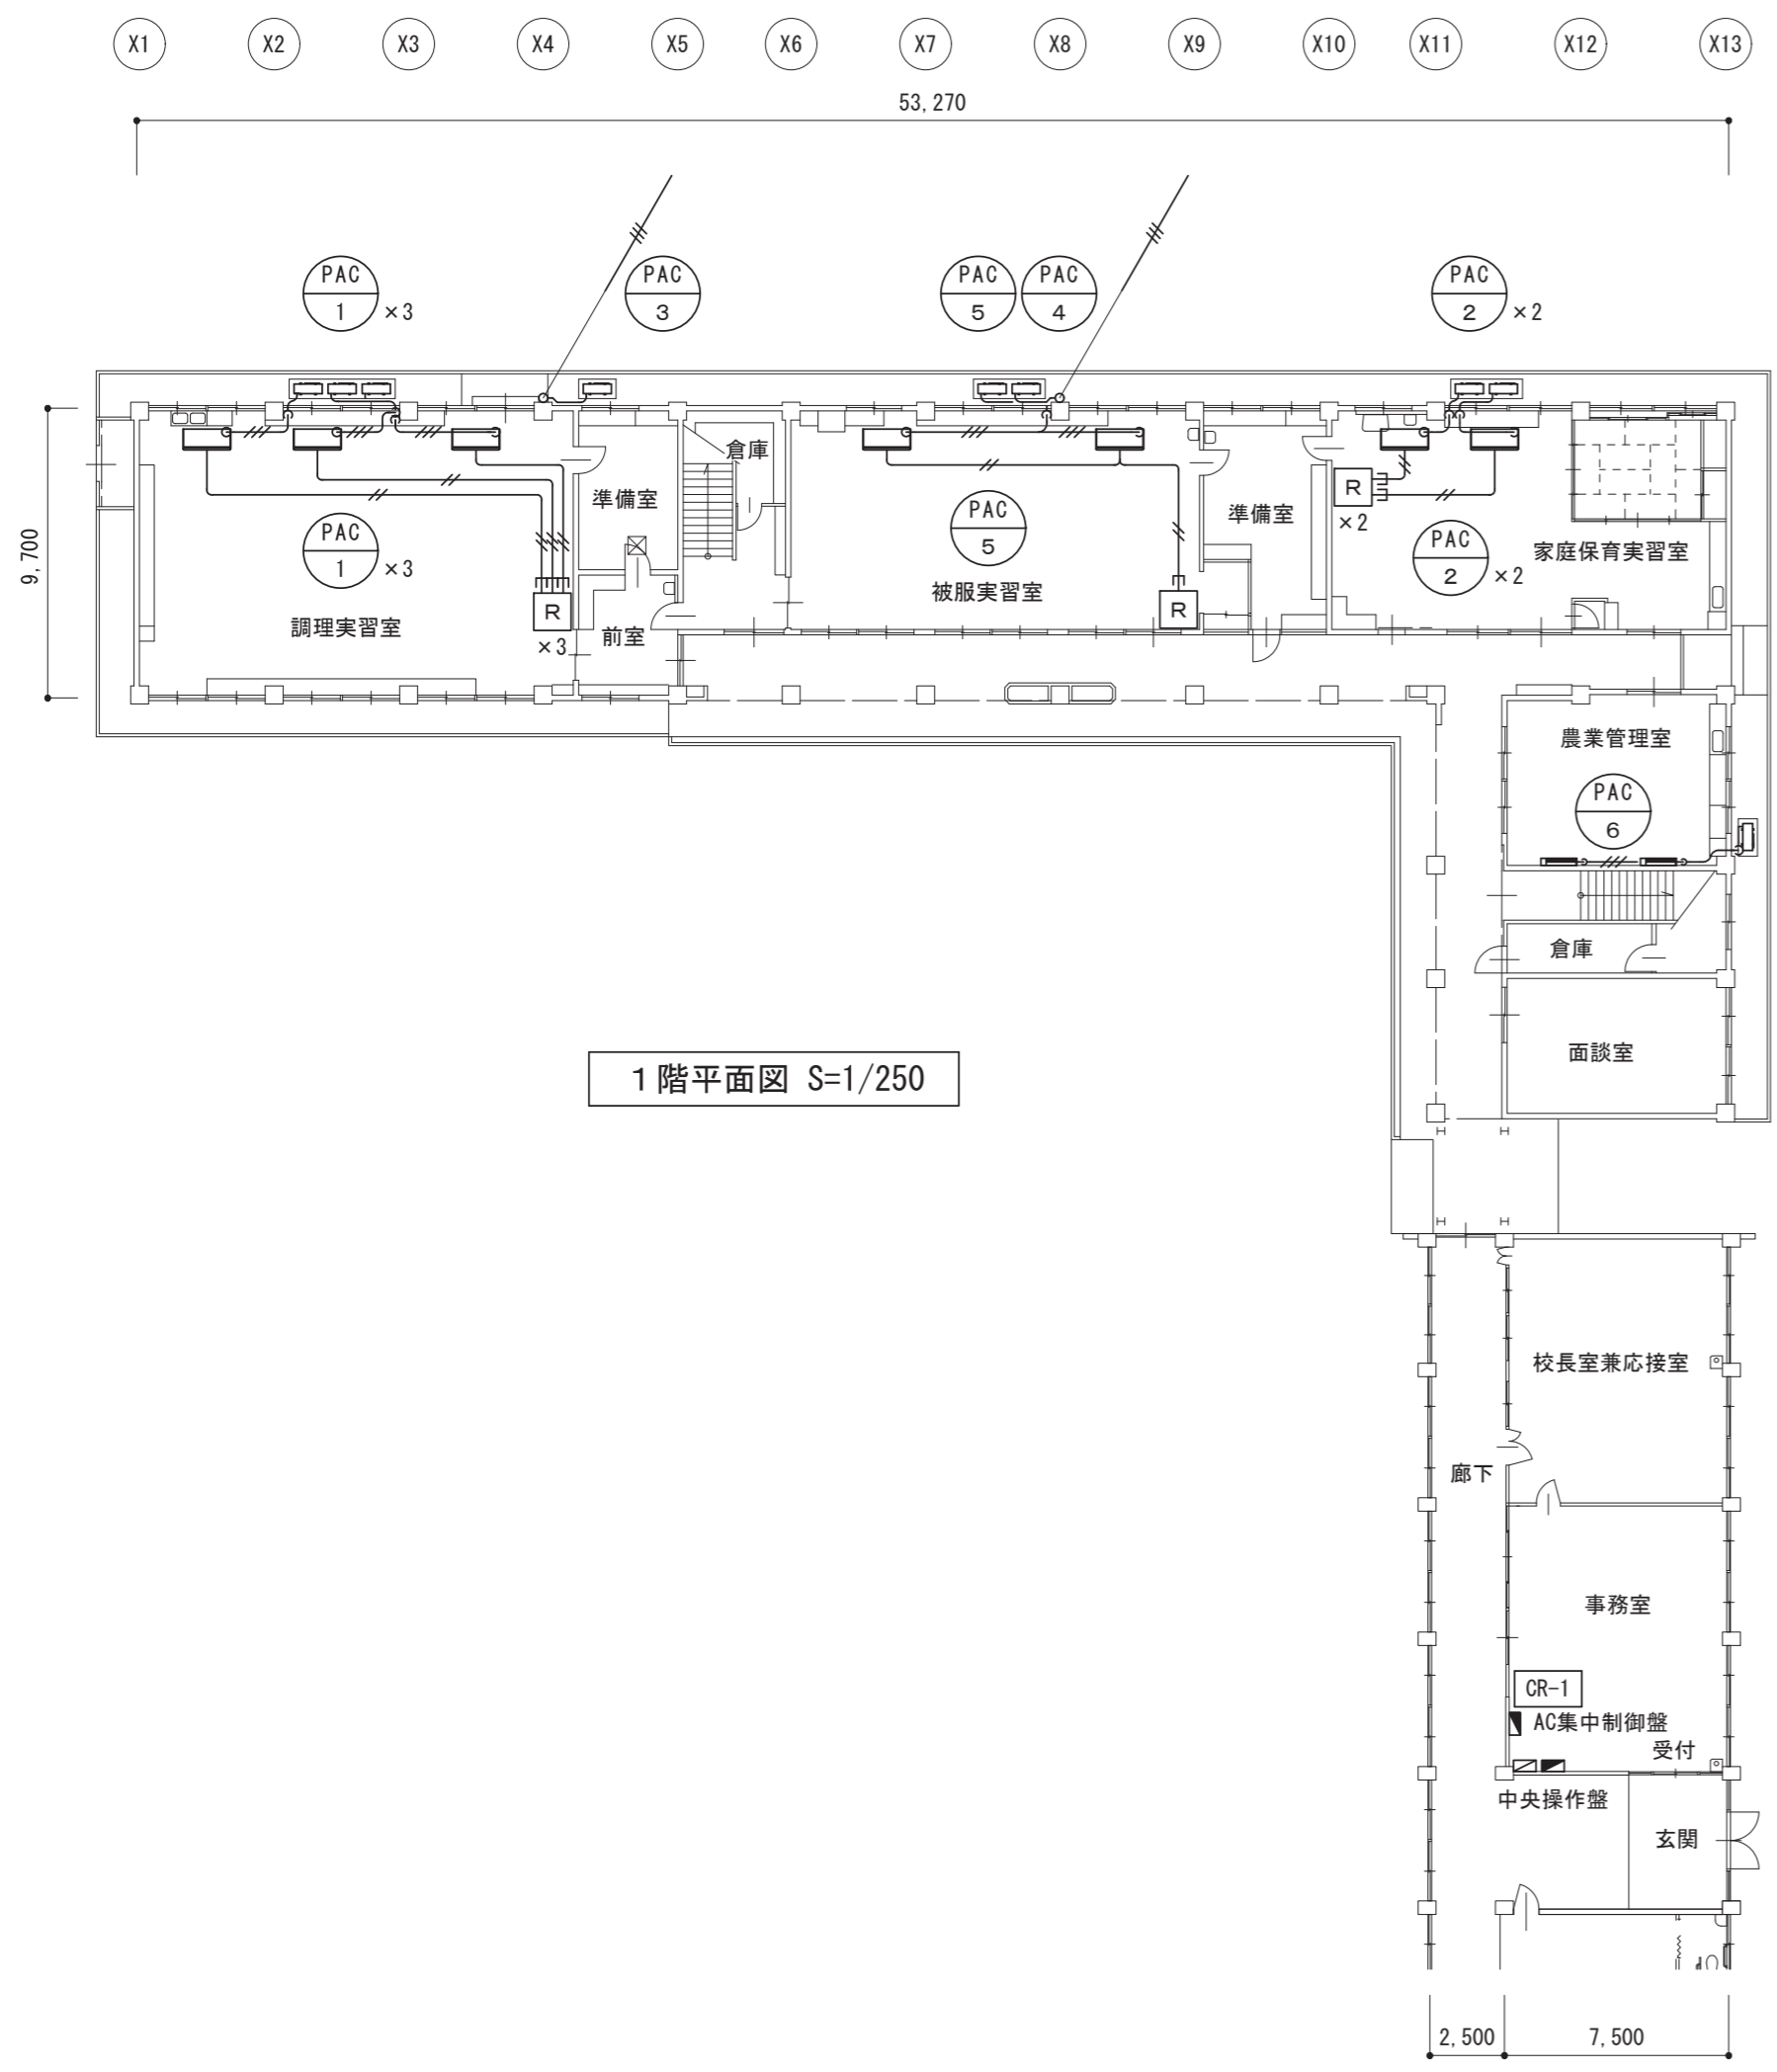 X1 X2 X3 X4 X5 X6 X7 X8 X9 X10 X11 X12 X13
53,270
PAC
1
×3
PAC
3
PAC
5
PAC
4
PAC
2
×2
9,700
倉庫
準備室
準備室
R
×2
PAC
1
×3
PAC
5
PAC
2
×2
家庭保育実習室
被服実習室
調理実習室
R
×3
前室
R
農業管理室
PAC
6
倉庫
面談室
1階平面図 S=1/250
校長室兼応接室
廊下
事務室
CR-1
AC集中制御盤
受付
中央操作盤
玄関
2,500
7,500